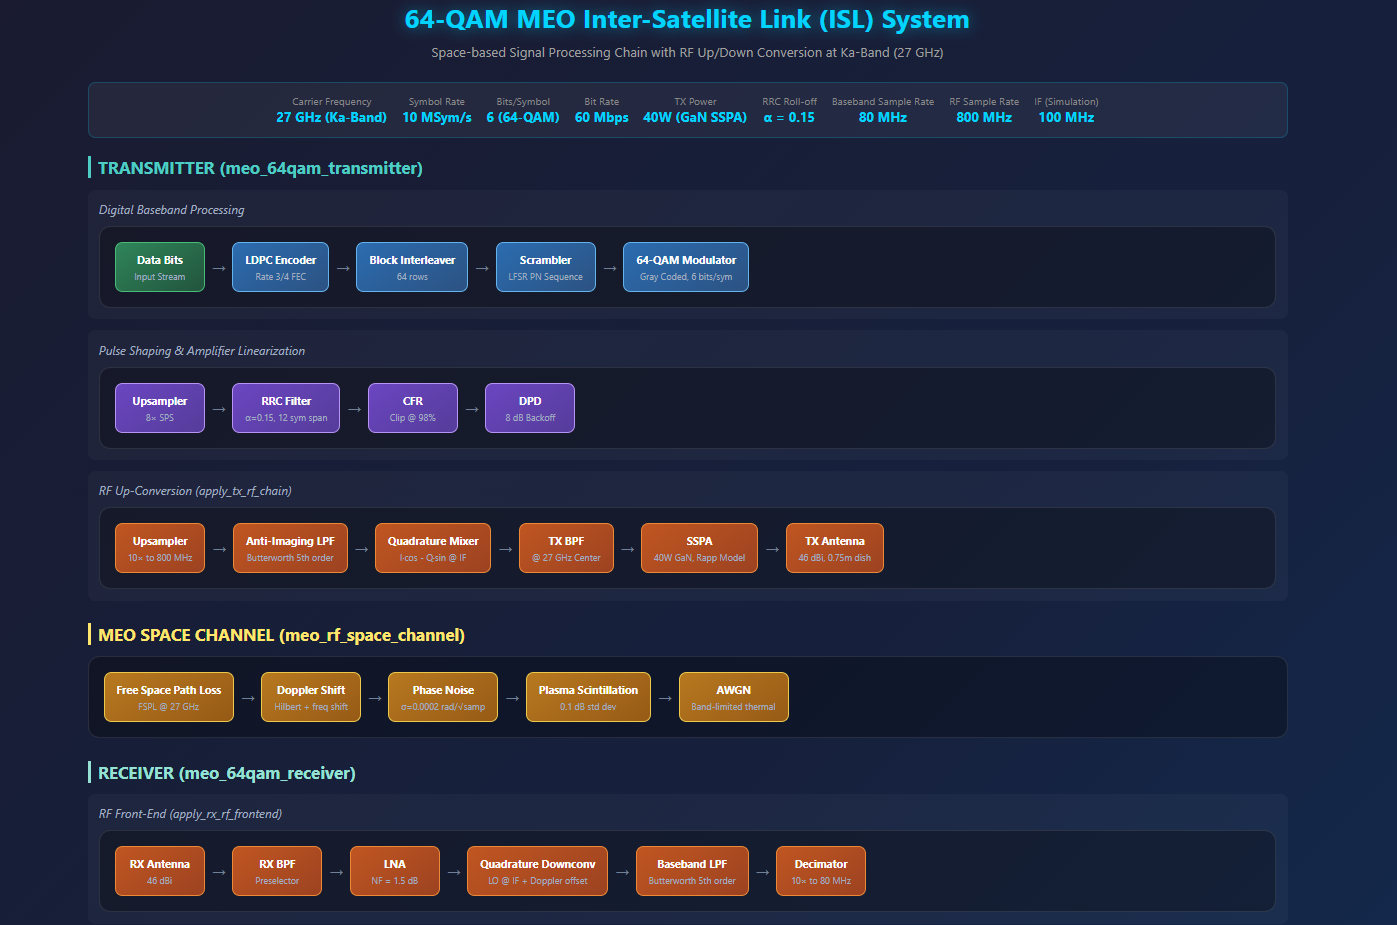 64-QAM MEO Inter-Satellite Link (ISL) System
Space-based Signal Processing Chain with RF Up/Down Conversion at Ka-Band (27 GHz)
Carrier Frequency Symbol Rate Bits/Symbol Bit Rate TX Power RRC Roll-off Baseband Sample Rate RF Sample Rate IF (Simulation)
27 GHz (Ka-Band) 10 MSym/s 6 (64-QAM) 60 Mbps 40W (GaN SSPA) α = 0.15 80 MHz 800 MHz 100 MHz
TRANSMITTER (meo_64qam_transmitter)
Digital Baseband Processing
Data Bits → LDPC Encoder → Block Interleaver → Scrambler → 64-QAM Modulator
Input Stream Rate 3/4 FEC 64 rows LFSR PN Sequence Gray Coded, 6 bits/sym
Pulse Shaping & Amplifier Linearization
Upsampler → RRC Filter → CFR → DPD
8× SPS α=0.15, 12 sym span Clip @ 98% 8 dB Backoff
RF Up-Conversion (apply_tx_rf_chain)
Upsampler → Anti-Imaging LPF → Quadrature Mixer → TX BPF → SSPA → TX Antenna
10× to 800 MHz Butterworth 5th order I·cos - Q·sin @ IF @ 27 GHz Center 40W GaN, Rapp Model 46 dBi, 0.75m dish
MEO SPACE CHANNEL (meo_rf_space_channel)
Free Space Path Loss → Doppler Shift → Phase Noise → Plasma Scintillation → AWGN
FSPL @ 27 GHz Hilbert + freq shift σ=0.0002 rad/√samp 0.1 dB std dev Band-limited thermal
RECEIVER (meo_64qam_receiver)
RF Front-End (apply_rx_rf_frontend)
RX Antenna → RX BPF → LNA → Quadrature Downconv → Baseband LPF → Decimator
46 dBi Preselector NF = 1.5 dB LO @ IF + Doppler offset Butterworth 5th order 10× to 80 MHz